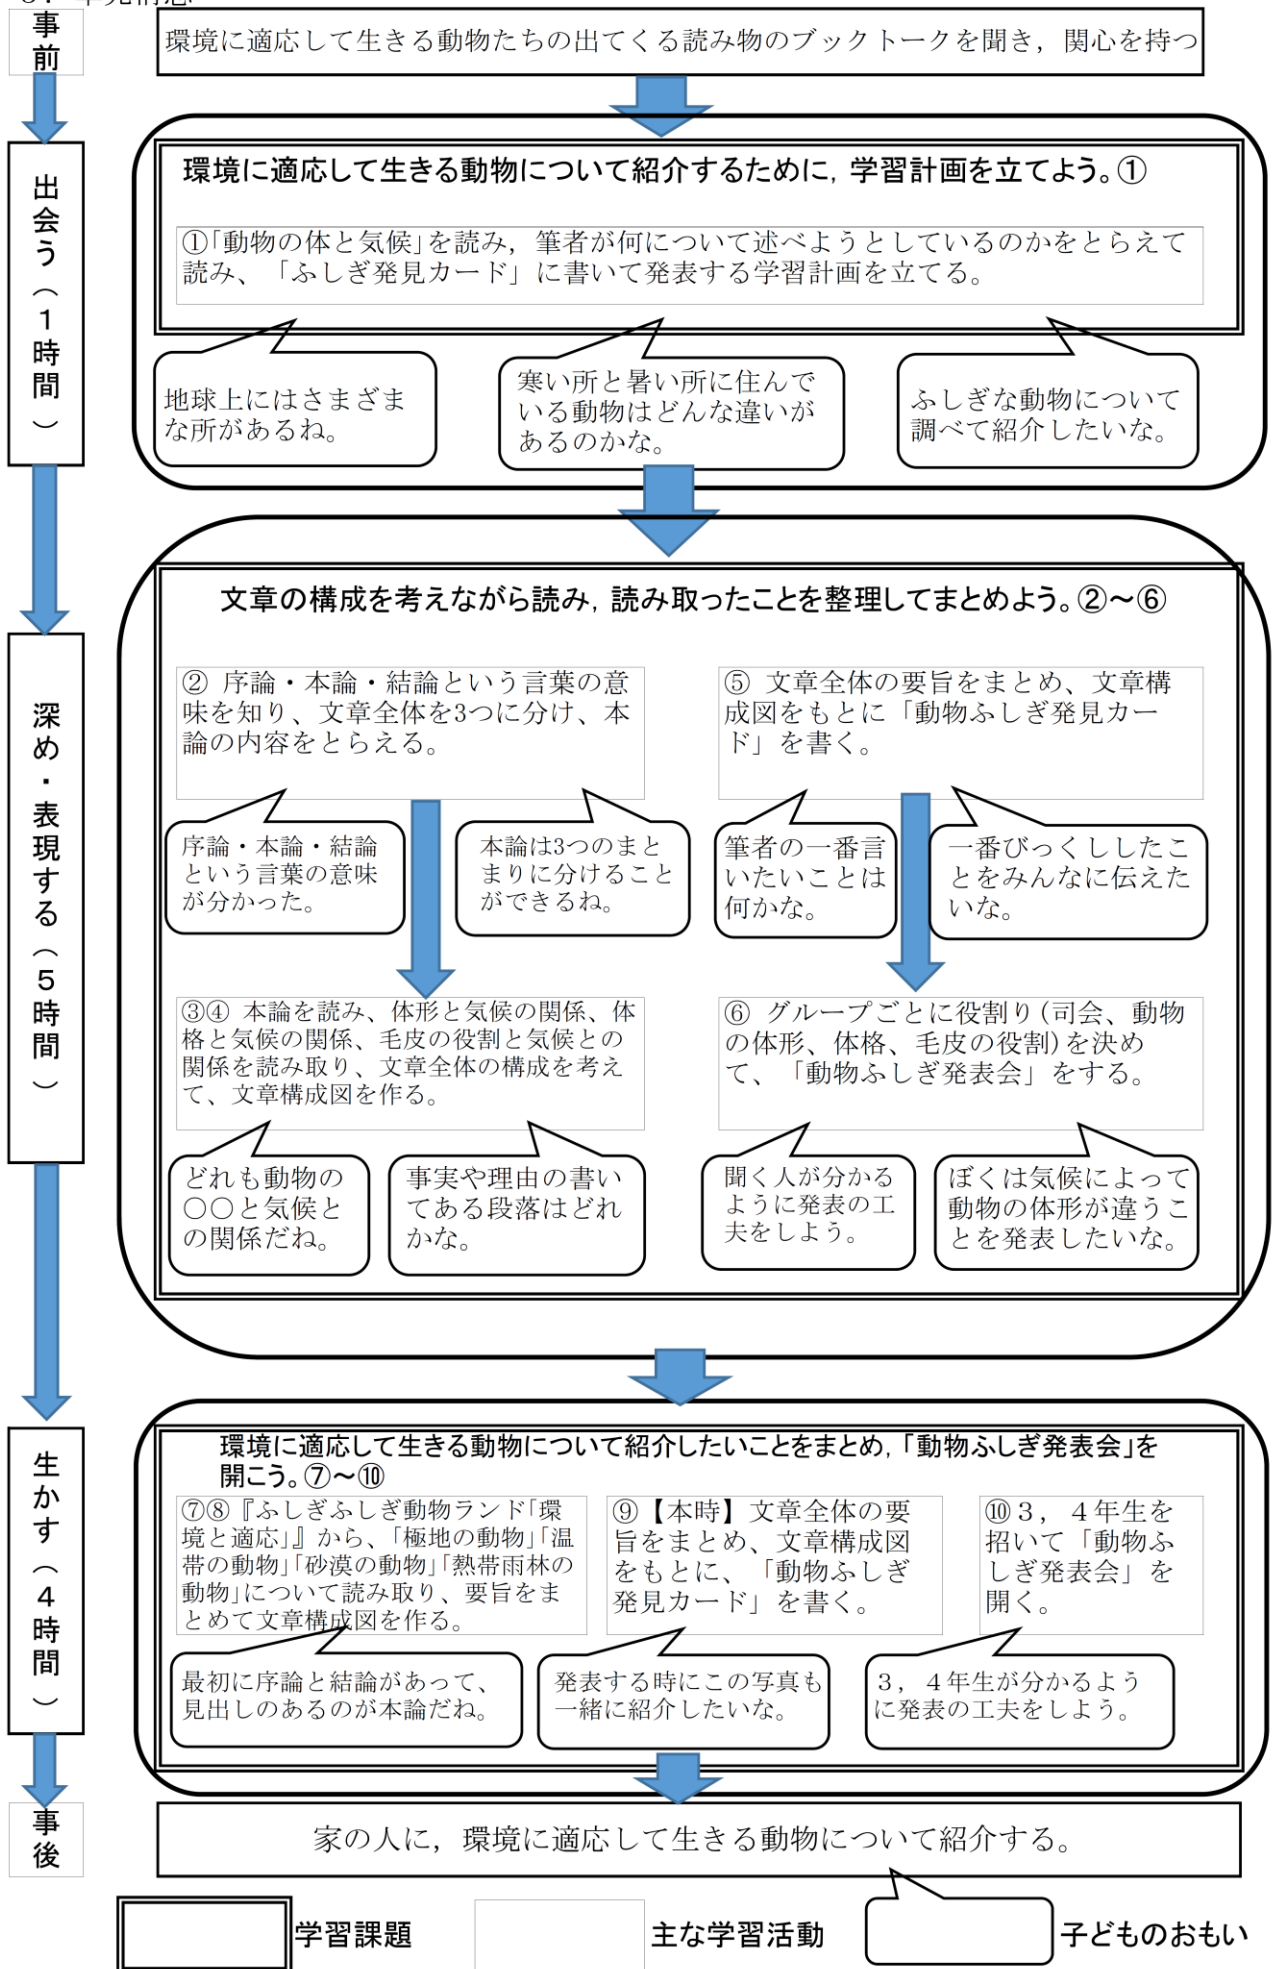 事前
環境に適応して生きる動物たちの出てくる読み物のブックトークを聞き，関心を持つ
出会う（１時間）
環境に適応して生きる動物について紹介するために，学習計画を立てよう。①
①「動物の体と気候」を読み，筆者が何について述べようとしているのかをとらえて
読み、「ふしぎ発見カード」に書いて発表する学習計画を立てる。
地球上にはさまざま
な所があるね。
寒い所と暑い所に住んで
いる動物はどんな違いが
あるのかな。
ふしぎな動物について
調べて紹介したいな。
深め・表現する（５時間）
文章の構成を考えながら読み，読み取ったことを整理してまとめよう。②～⑥
② 序論・本論・結論という言葉の意
味を知り、文章全体を3つに分け、本
論の内容をとらえる。
序論・本論・結論
という言葉の意味
が分かった。
本論は3つのまと
まりに分けること
ができるね。
③④ 本論を読み、体形と気候の関係、体
格と気候の関係、毛皮の役割と気候との
関係を読み取り、文章全体の構成を考え
て、文章構成図を作る。
どれも動物の
〇〇と気候と
の関係だね。
事実や理由の書い
てある段落はどれ
かな。
⑤ 文章全体の要旨をまとめ、文章構
成図をもとに「動物ふしぎ発見カー
ド」を書く。
筆者の一番言
いたいことは
何かな。
一番びっくりしたこ
とをみんなに伝えた
いな。
⑥ グループごとに役割り(司会、動物
の体形、体格、毛皮の役割)を決め
て、「動物ふしぎ発表会」をする。
聞く人が分かる
ように発表の工
夫をしよう。
ぼくは気候によって
動物の体形が違うこ
とを発表したいな。
生かす（４時間）
環境に適応して生きる動物について紹介したいことをまとめ，「動物ふしぎ発表会」を
開こう。⑦～⑩
⑦⑧『ふしぎふしぎ動物ランド「環
境と適応」』から、「極地の動物」「温
帯の動物」「砂漠の動物」「熱帯雨林の
動物」について読み取り、要旨をま
とめて文章構成図を作る。
最初に序論と結論があって、
見出しのあるのが本論だね。
⑨【本時】文章全体の要
旨をまとめ、文章構成図
をもとに、「動物ふしぎ
発見カード」を書く。
発表する時にこの写真も
一緒に紹介したいな。
⑩３，４年生を
招いて「動物ふ
しぎ発表会」を
開く。
３，４年生が分かるよう
に発表の工夫をしよう。
事後
家の人に，環境に適応して生きる動物について紹介する。
学習課題
主な学習活動
子どものおもい